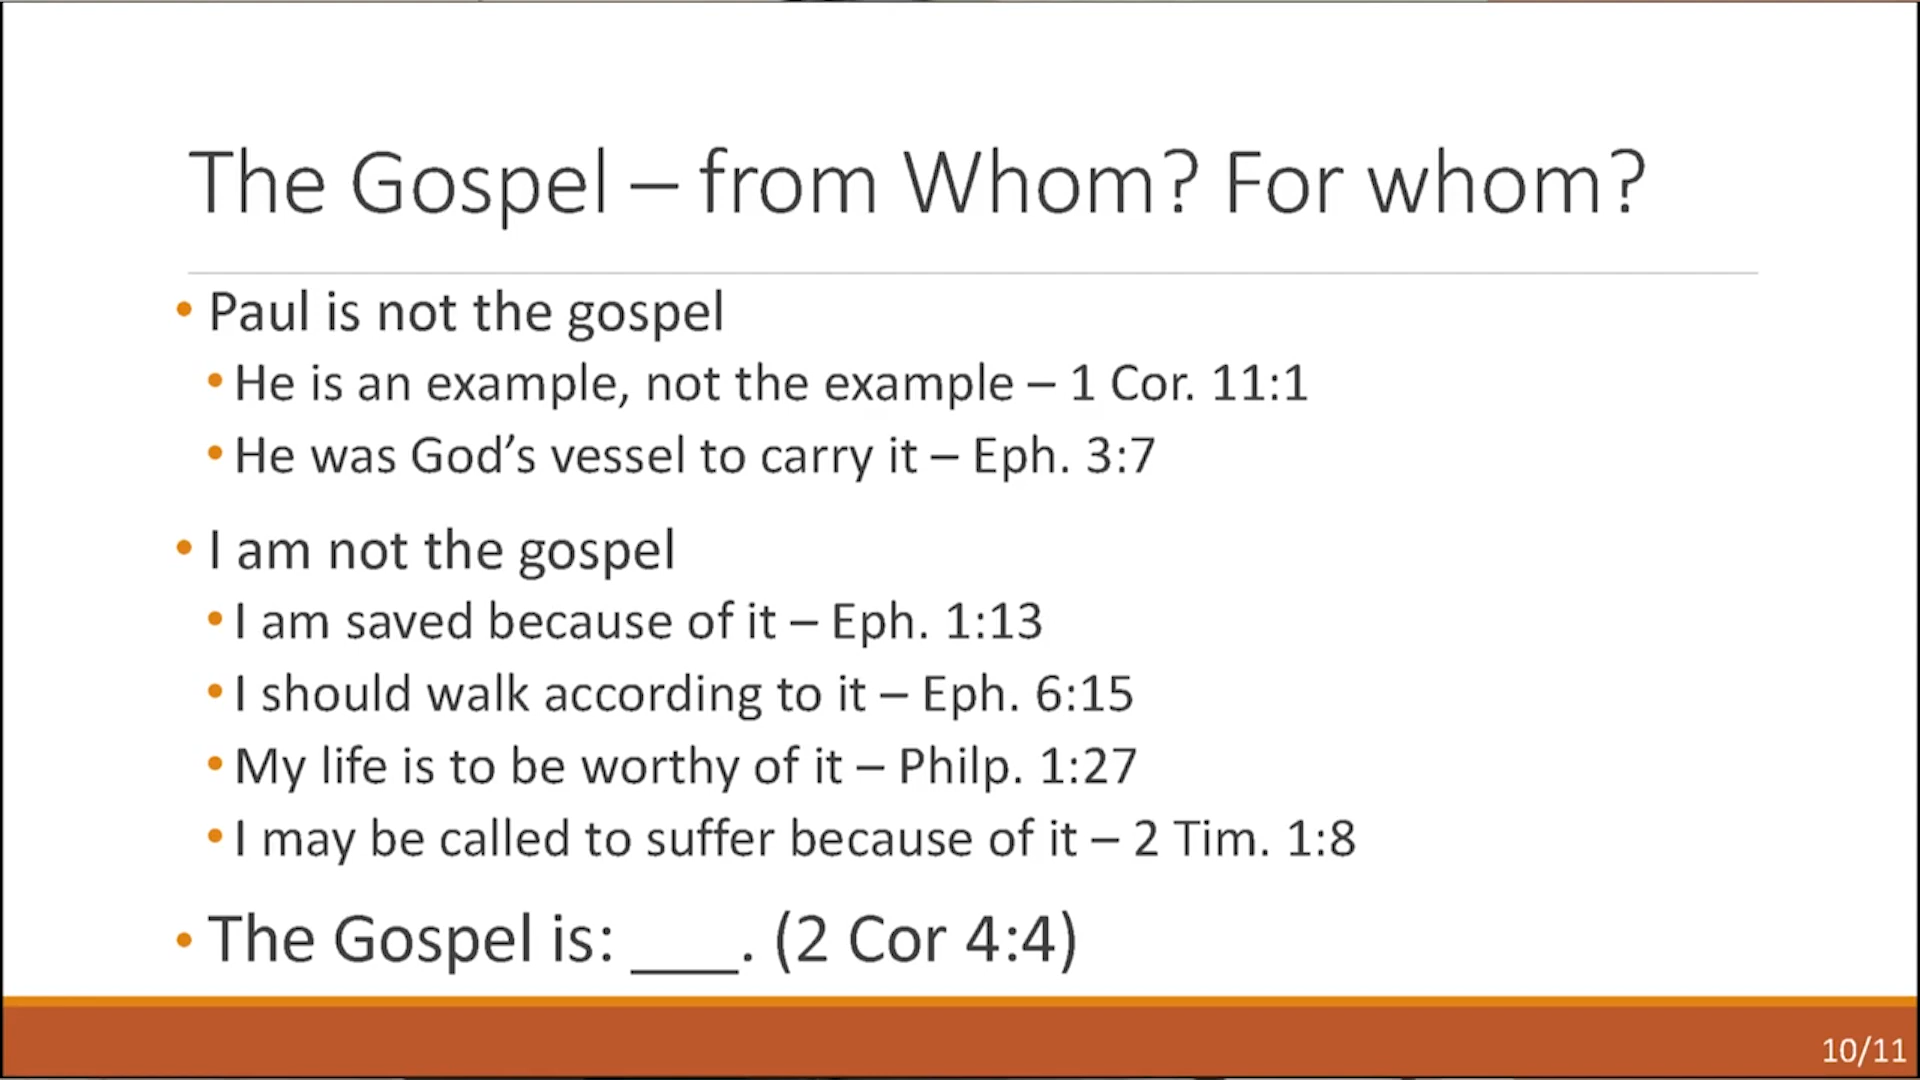 The Gospel – from Whom? For whom?
• Paul is not the gospel
• He is an example, not the example – 1 Cor. 11:1
• He was God’s vessel to carry it – Eph. 3:7
• I am not the gospel
• I am saved because of it – Eph. 1:13
• I should walk according to it – Eph. 6:15
• My life is to be worthy of it – Philp. 1:27
• I may be called to suffer because of it – 2 Tim. 1:8
• The Gospel is: ___. (2 Cor 4:4)
10/11